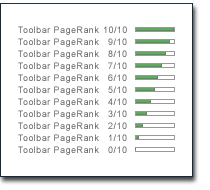 Toolbar PageRank 10/10
Toolbar PageRank 9/10
Toolbar PageRank 8/10
Toolbar PageRank 7/10
Toolbar PageRank 6/10
Toolbar PageRank 5/10
Toolbar PageRank 4/10
Toolbar PageRank 3/10
Toolbar PageRank 2/10
Toolbar PageRank 1/10
Toolbar PageRank 0/10